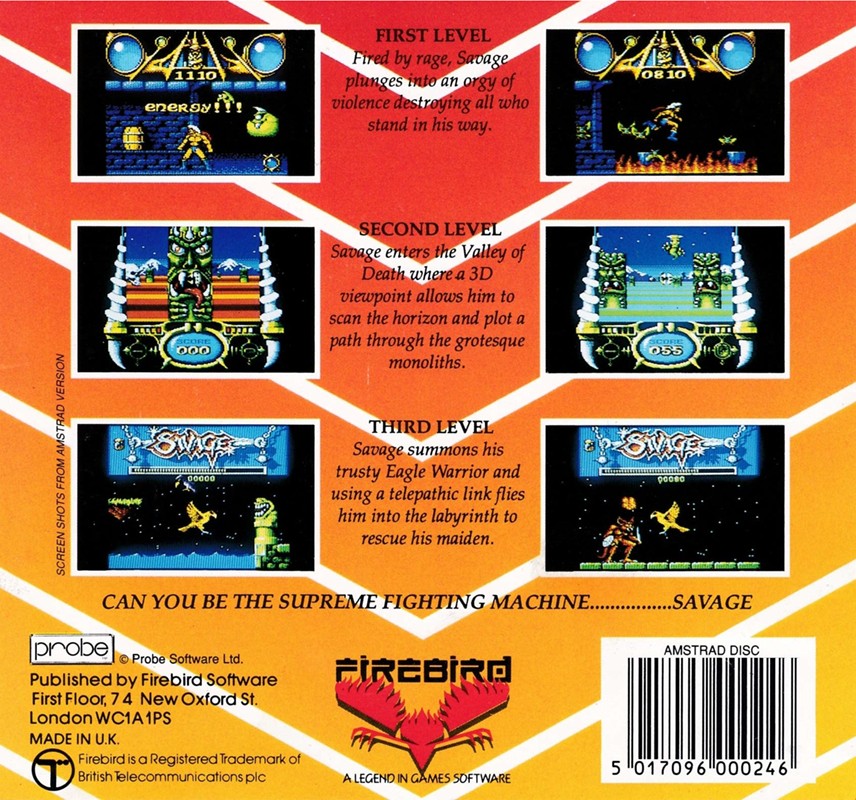 1110
ENERGY!!!
FIRST LEVEL
Fired by rage, Savage
plunges into an orgy of
violence destroying all who
stand in his way.
0810
SCORE
000
SECOND LEVEL
Savage enters the Valley of
Death where a 3D
viewpoint allows him to
scan the horizon and plot a
path through the grotesque
monoliths.
SCORE
055
SAVAGE
00000
THIRD LEVEL
Savage summons his
trusty Eagle Warrior and
using a telepathic link flies
him into the labyrinth to
rescue his maiden.
SAVAGE
00080
SCREEN SHOTS FROM AMSTRAD VERSION
CAN YOU BE THE SUPREME FIGHTING MACHINE.................SAVAGE
probe
© Probe Software Ltd.
Published by Firebird Software
First Floor, 74 New Oxford St.
London WC1A 1PS
MADE IN U.K.
Firebird is a Registered Trademark of
British Telecommunications plc
FIREBIRD
A LEGEND IN GAMES SOFTWARE
AMSTRAD DISC
5 017096 000246